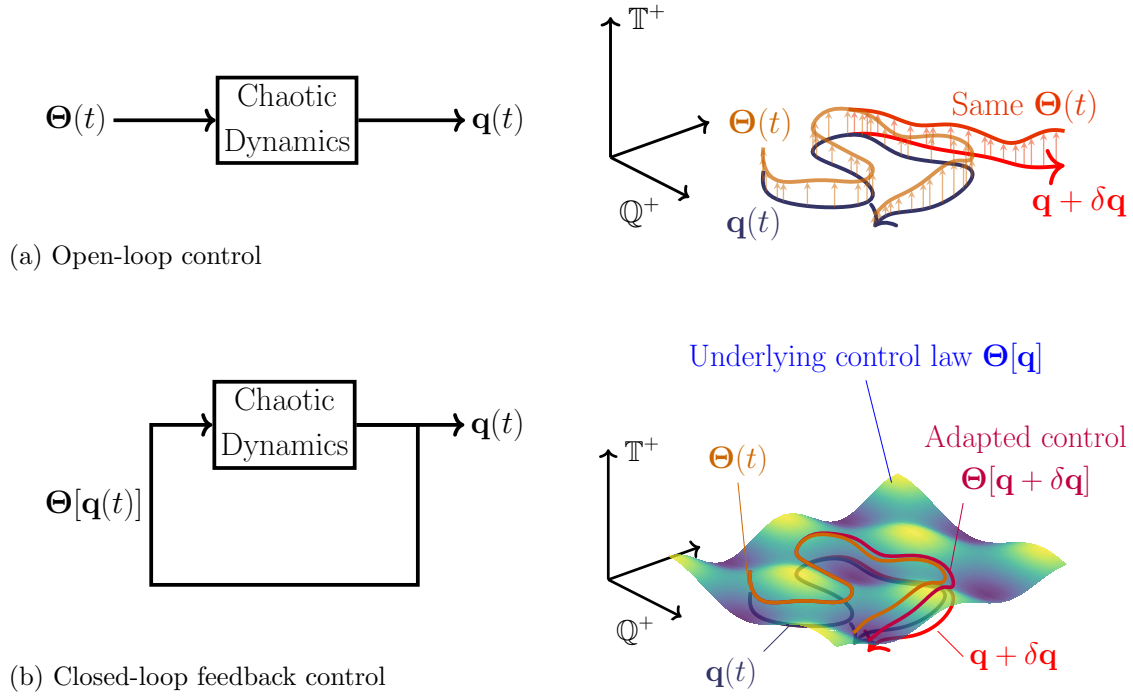 𝕋⁺
Chaotic
Dynamics
𝚯(t)
𝐪(t)
𝚯(t)
Same 𝚯(t)
ℚ⁺
𝐪(t)
𝐪 + δ𝐪
(a) Open-loop control
Underlying control law 𝚯[𝐪]
Chaotic
Dynamics
𝐪(t)
𝕋⁺
𝚯(t)
Adapted control
𝚯[𝐪 + δ𝐪]
𝚯[𝐪(t)]
ℚ⁺
𝐪(t)
𝐪 + δ𝐪
(b) Closed-loop feedback control